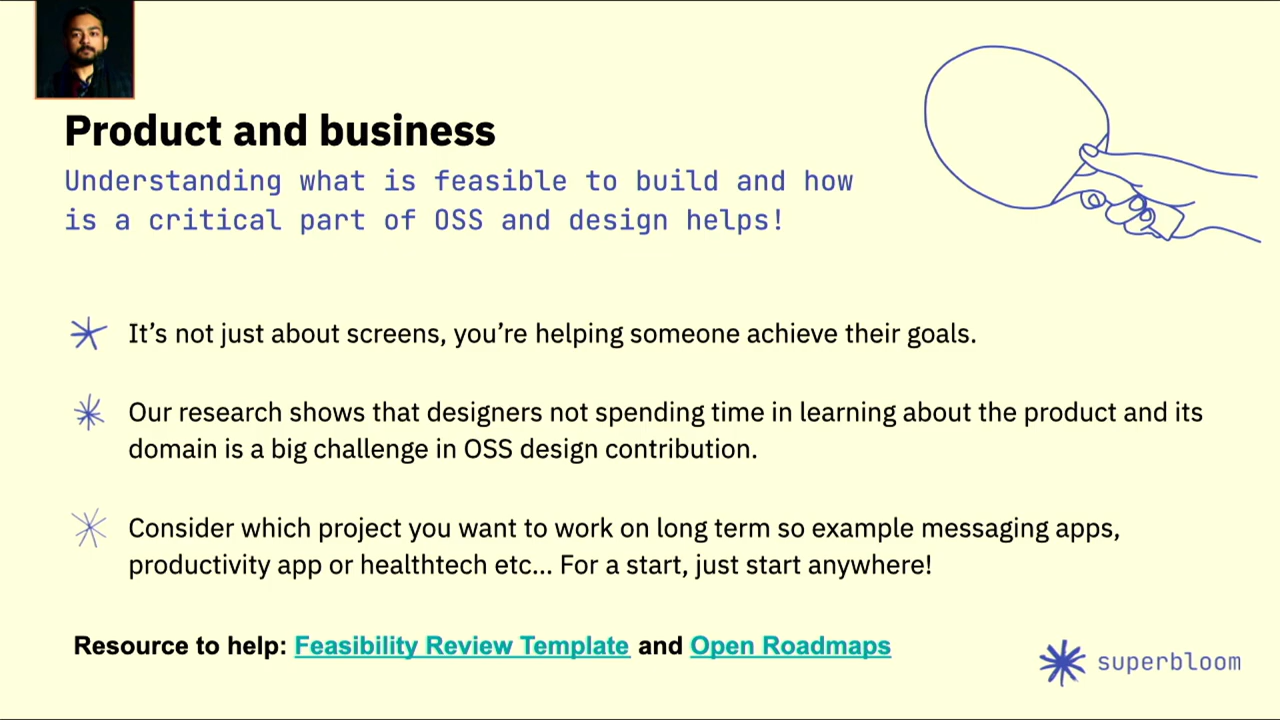 Product and business
Understanding what is feasible to build and how
is a critical part of OSS and design helps!
It’s not just about screens, you’re helping someone achieve their goals.
Our research shows that designers not spending time in learning about the product and its
domain is a big challenge in OSS design contribution.
Consider which project you want to work on long term so example messaging apps,
productivity app or healthtech etc... For a start, just start anywhere!
Resource to help: Feasibility Review Template and Open Roadmaps
superbloom